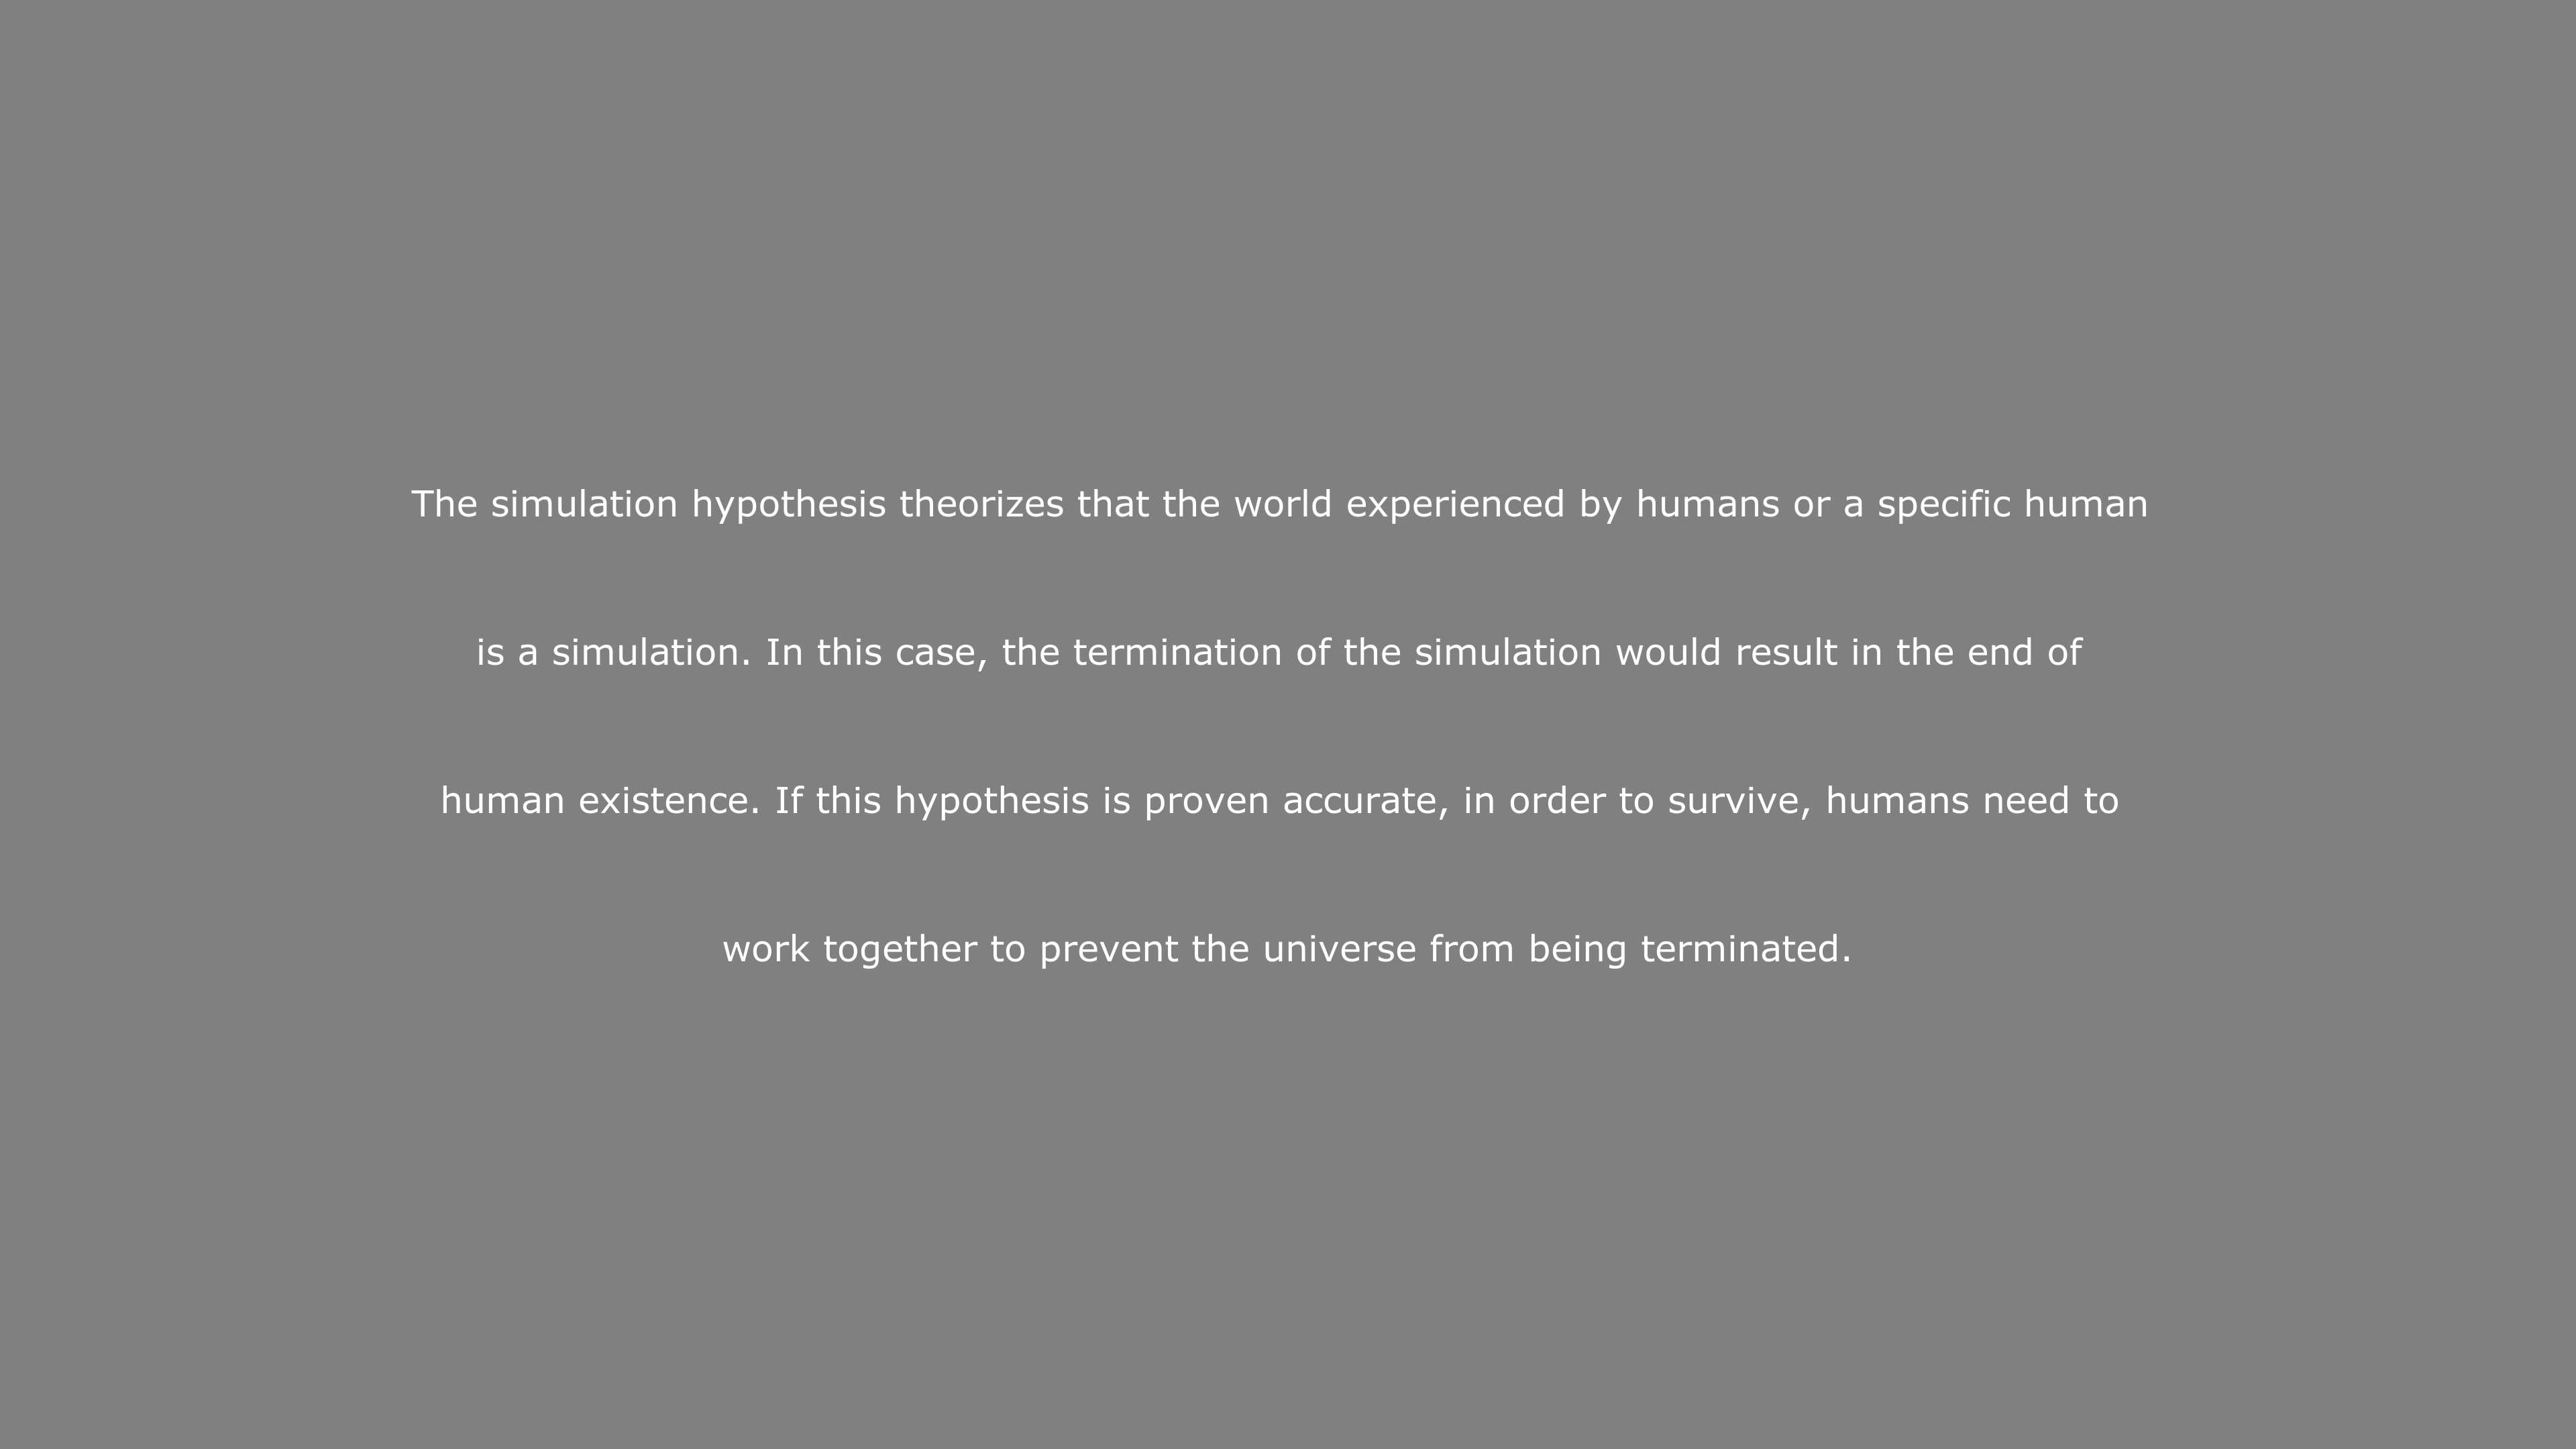 The simulation hypothesis theorizes that the world experienced by humans or a specific human
is a simulation. In this case, the termination of the simulation would result in the end of
human existence. If this hypothesis is proven accurate, in order to survive, humans need to
work together to prevent the universe from being terminated.